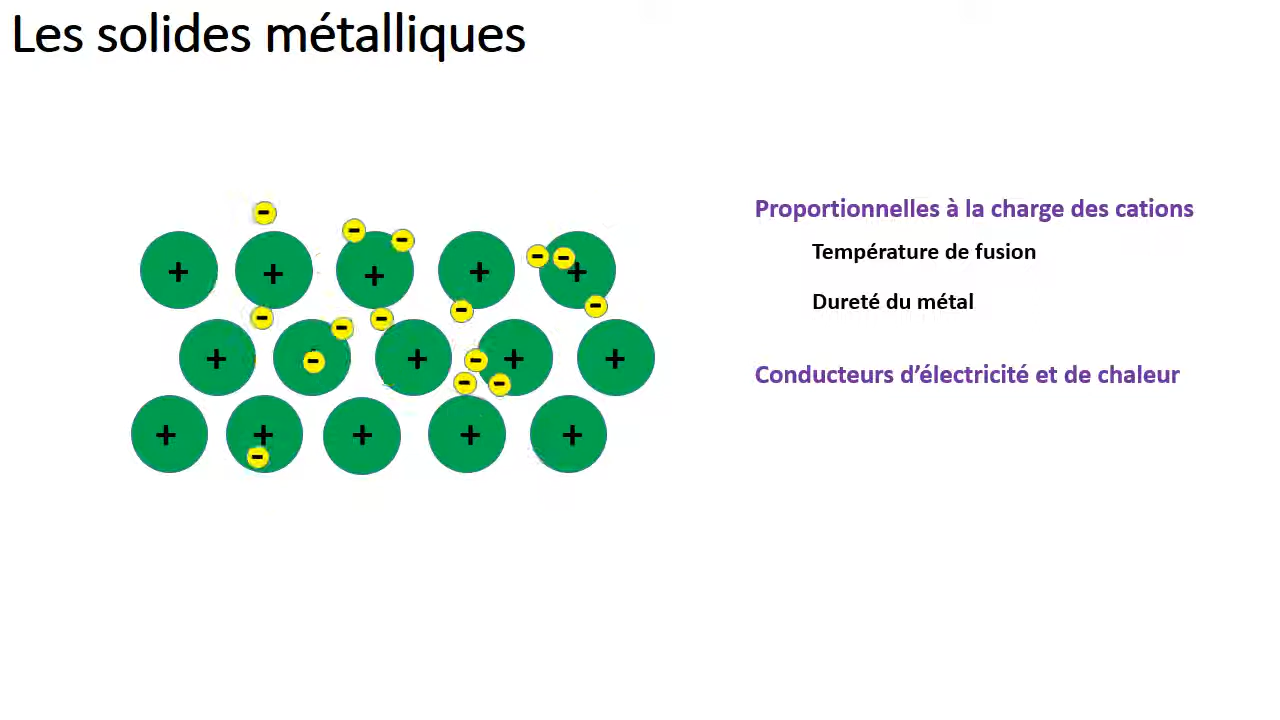 Les solides métalliques
Proportionnelles à la charge des cations
Température de fusion
Dureté du métal
Conducteurs d’électricité et de chaleur
-
- -
- -
+ + + + +
-
- - - -
+ - + - + +
- -
+ + + + +
-